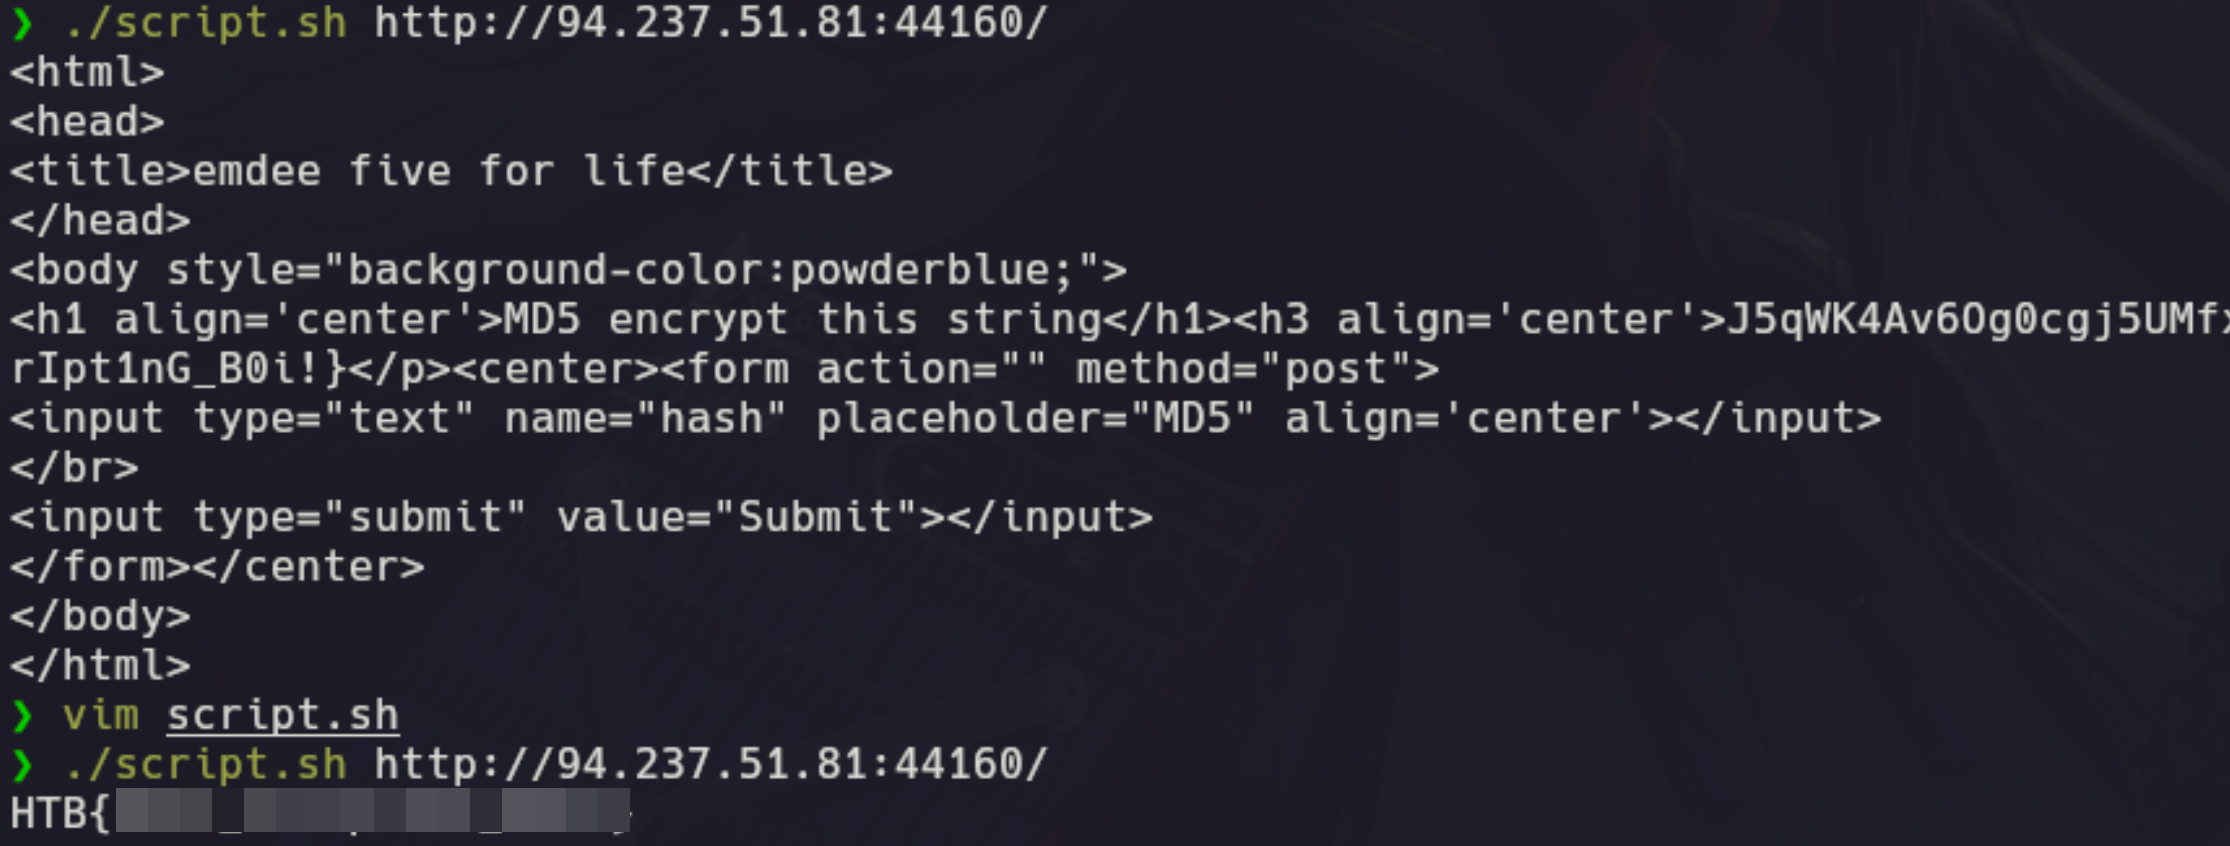 ❯ ./script.sh http://94.237.51.81:44160/
<html>
<head>
<title>emdee five for life</title>
</head>
<body style="background-color:powderblue;">
<h1 align='center'>MD5 encrypt this string</h1><h3 align='center'>J5qWK4Av6Og0cgj5UMfx
rIpt1nG_B0i!}</p><center><form action="" method="post">
<input type="text" name="hash" placeholder="MD5" align='center'></input>
</br>
<input type="submit" value="Submit"></input>
</form></center>
</body>
</html>
❯ vim script.sh
❯ ./script.sh http://94.237.51.81:44160/
HTB{